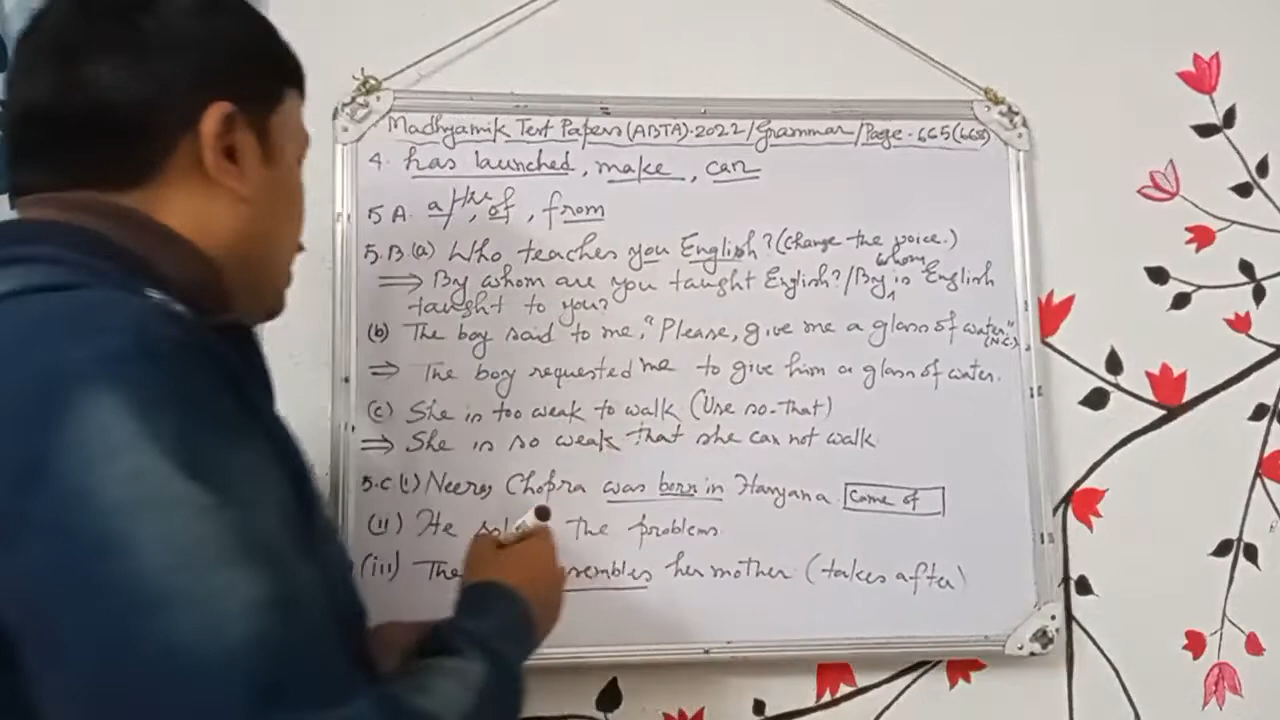 Madhyamik Test Papers (ABTA)-2022/Grammar/Page-665(668)
4. has launched, make, can
5 A. a/the, of, from
5.B. (a) Who teaches you English? (Change the voice.)
⇒ By whom are you taught English?/By whom is English
taught to you?
(b) The boy said to me, "Please, give me a glass of water." (N.C.)
⇒ The boy requested me to give him a glass of water.
(c) She is too weak to walk (Use so-that)
⇒ She is so weak that she can not walk
5.C (i) Neeraj Chopra was born in Haryana. Come of
(ii) He the problems.
(iii) The her mother (takes after)